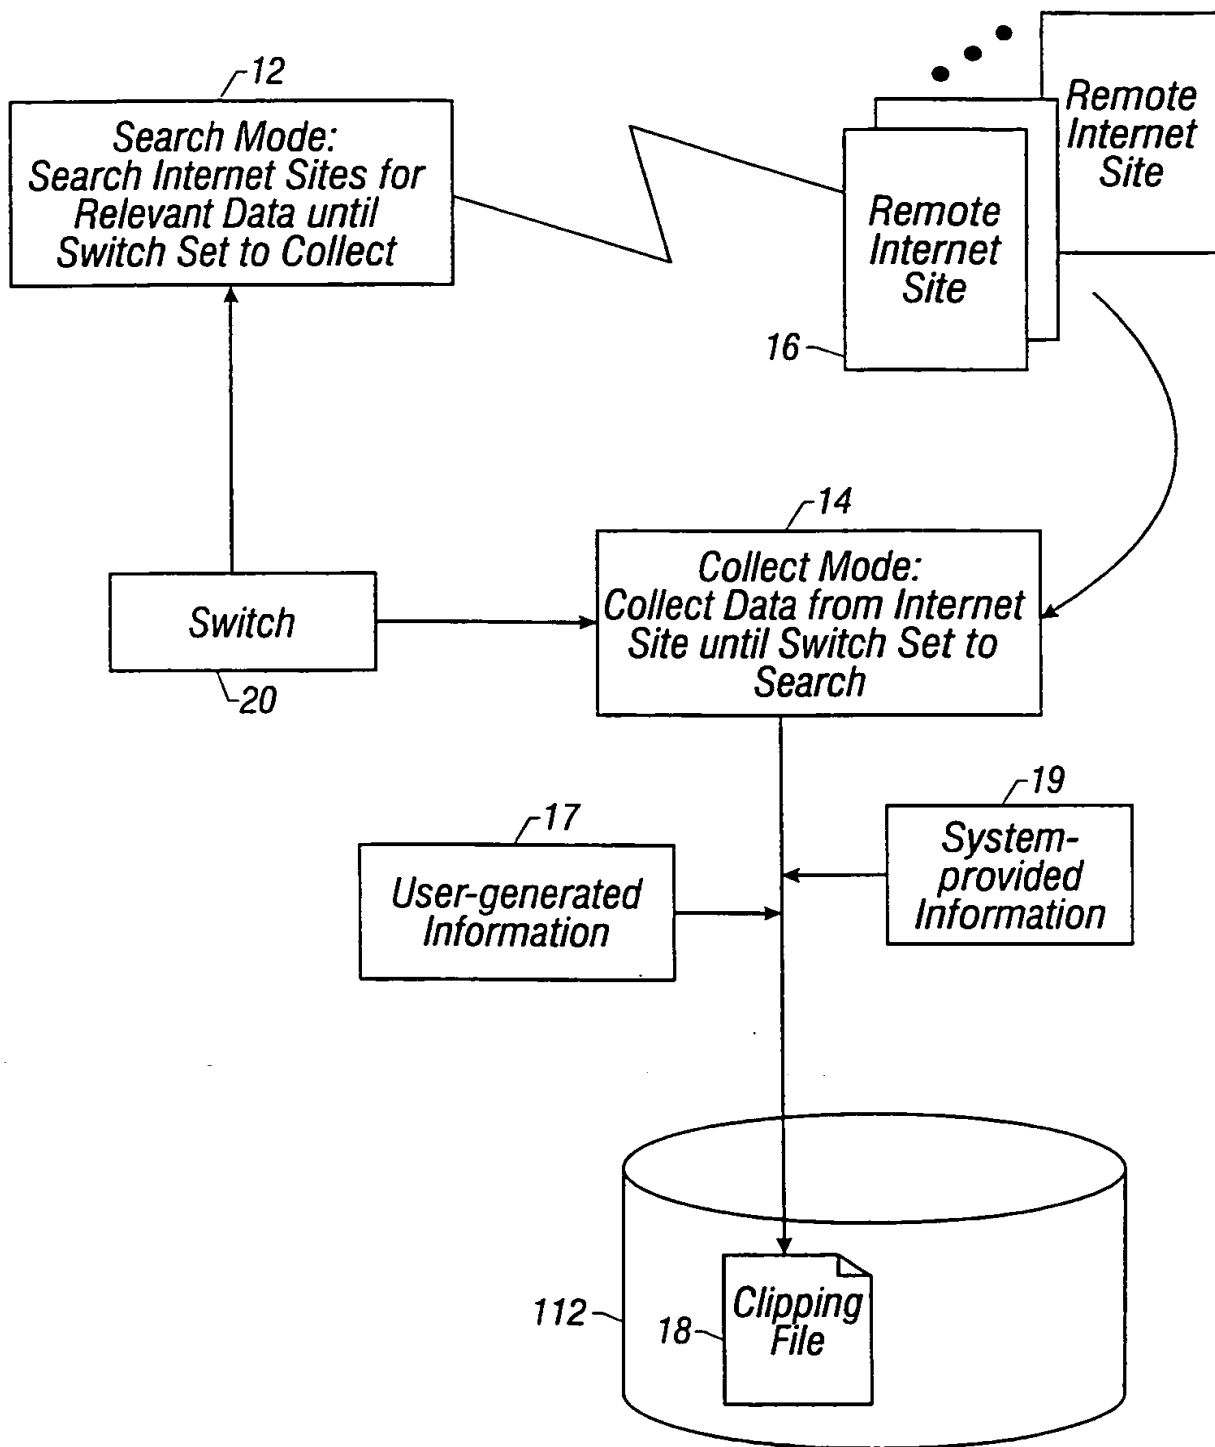 12
Search Mode:
Search Internet Sites for
Relevant Data until
Switch Set to Collect
Remote
Internet
Site
Remote
Internet
Site
16
14
Collect Mode:
Collect Data from Internet
Site until Switch Set to
Search
Switch
20
17
User-generated
Information
19
System-
provided
Information
112
18
Clipping
File